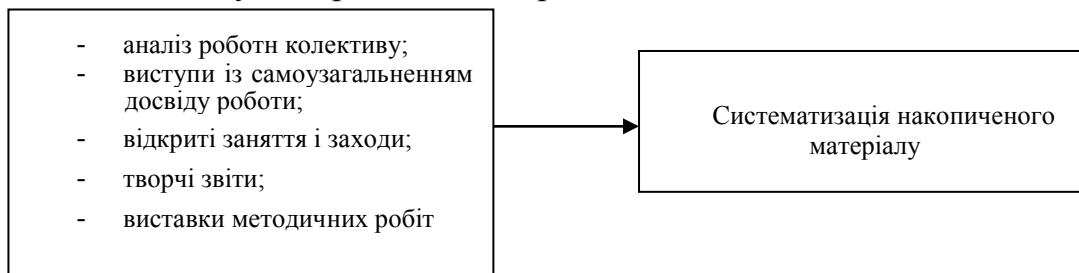 - аналіз роботн колективу;
- виступи із самоузагальненням
досвіду роботи;
- відкриті заняття і заходи;
- творчі звіти;
- виставки методичних робіт
Систематизація накопиченого
матеріалу